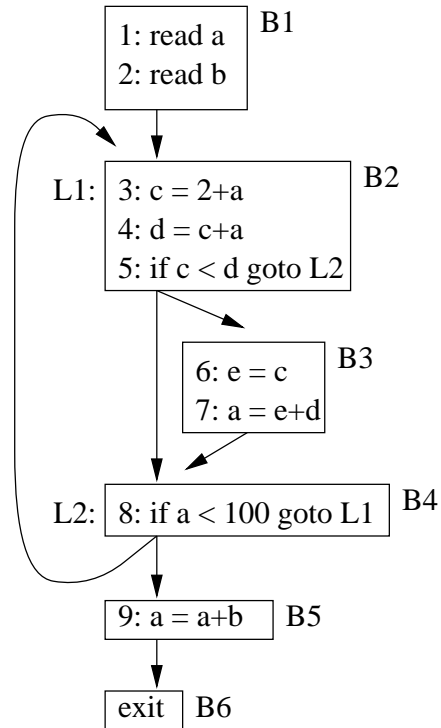 1: read a
2: read b
B1
L1:
3: c = 2+a
4: d = c+a
5: if c < d goto L2
B2
6: e = c
7: a = e+d
B3
L2:
8: if a < 100 goto L1
B4
9: a = a+b
B5
exit
B6